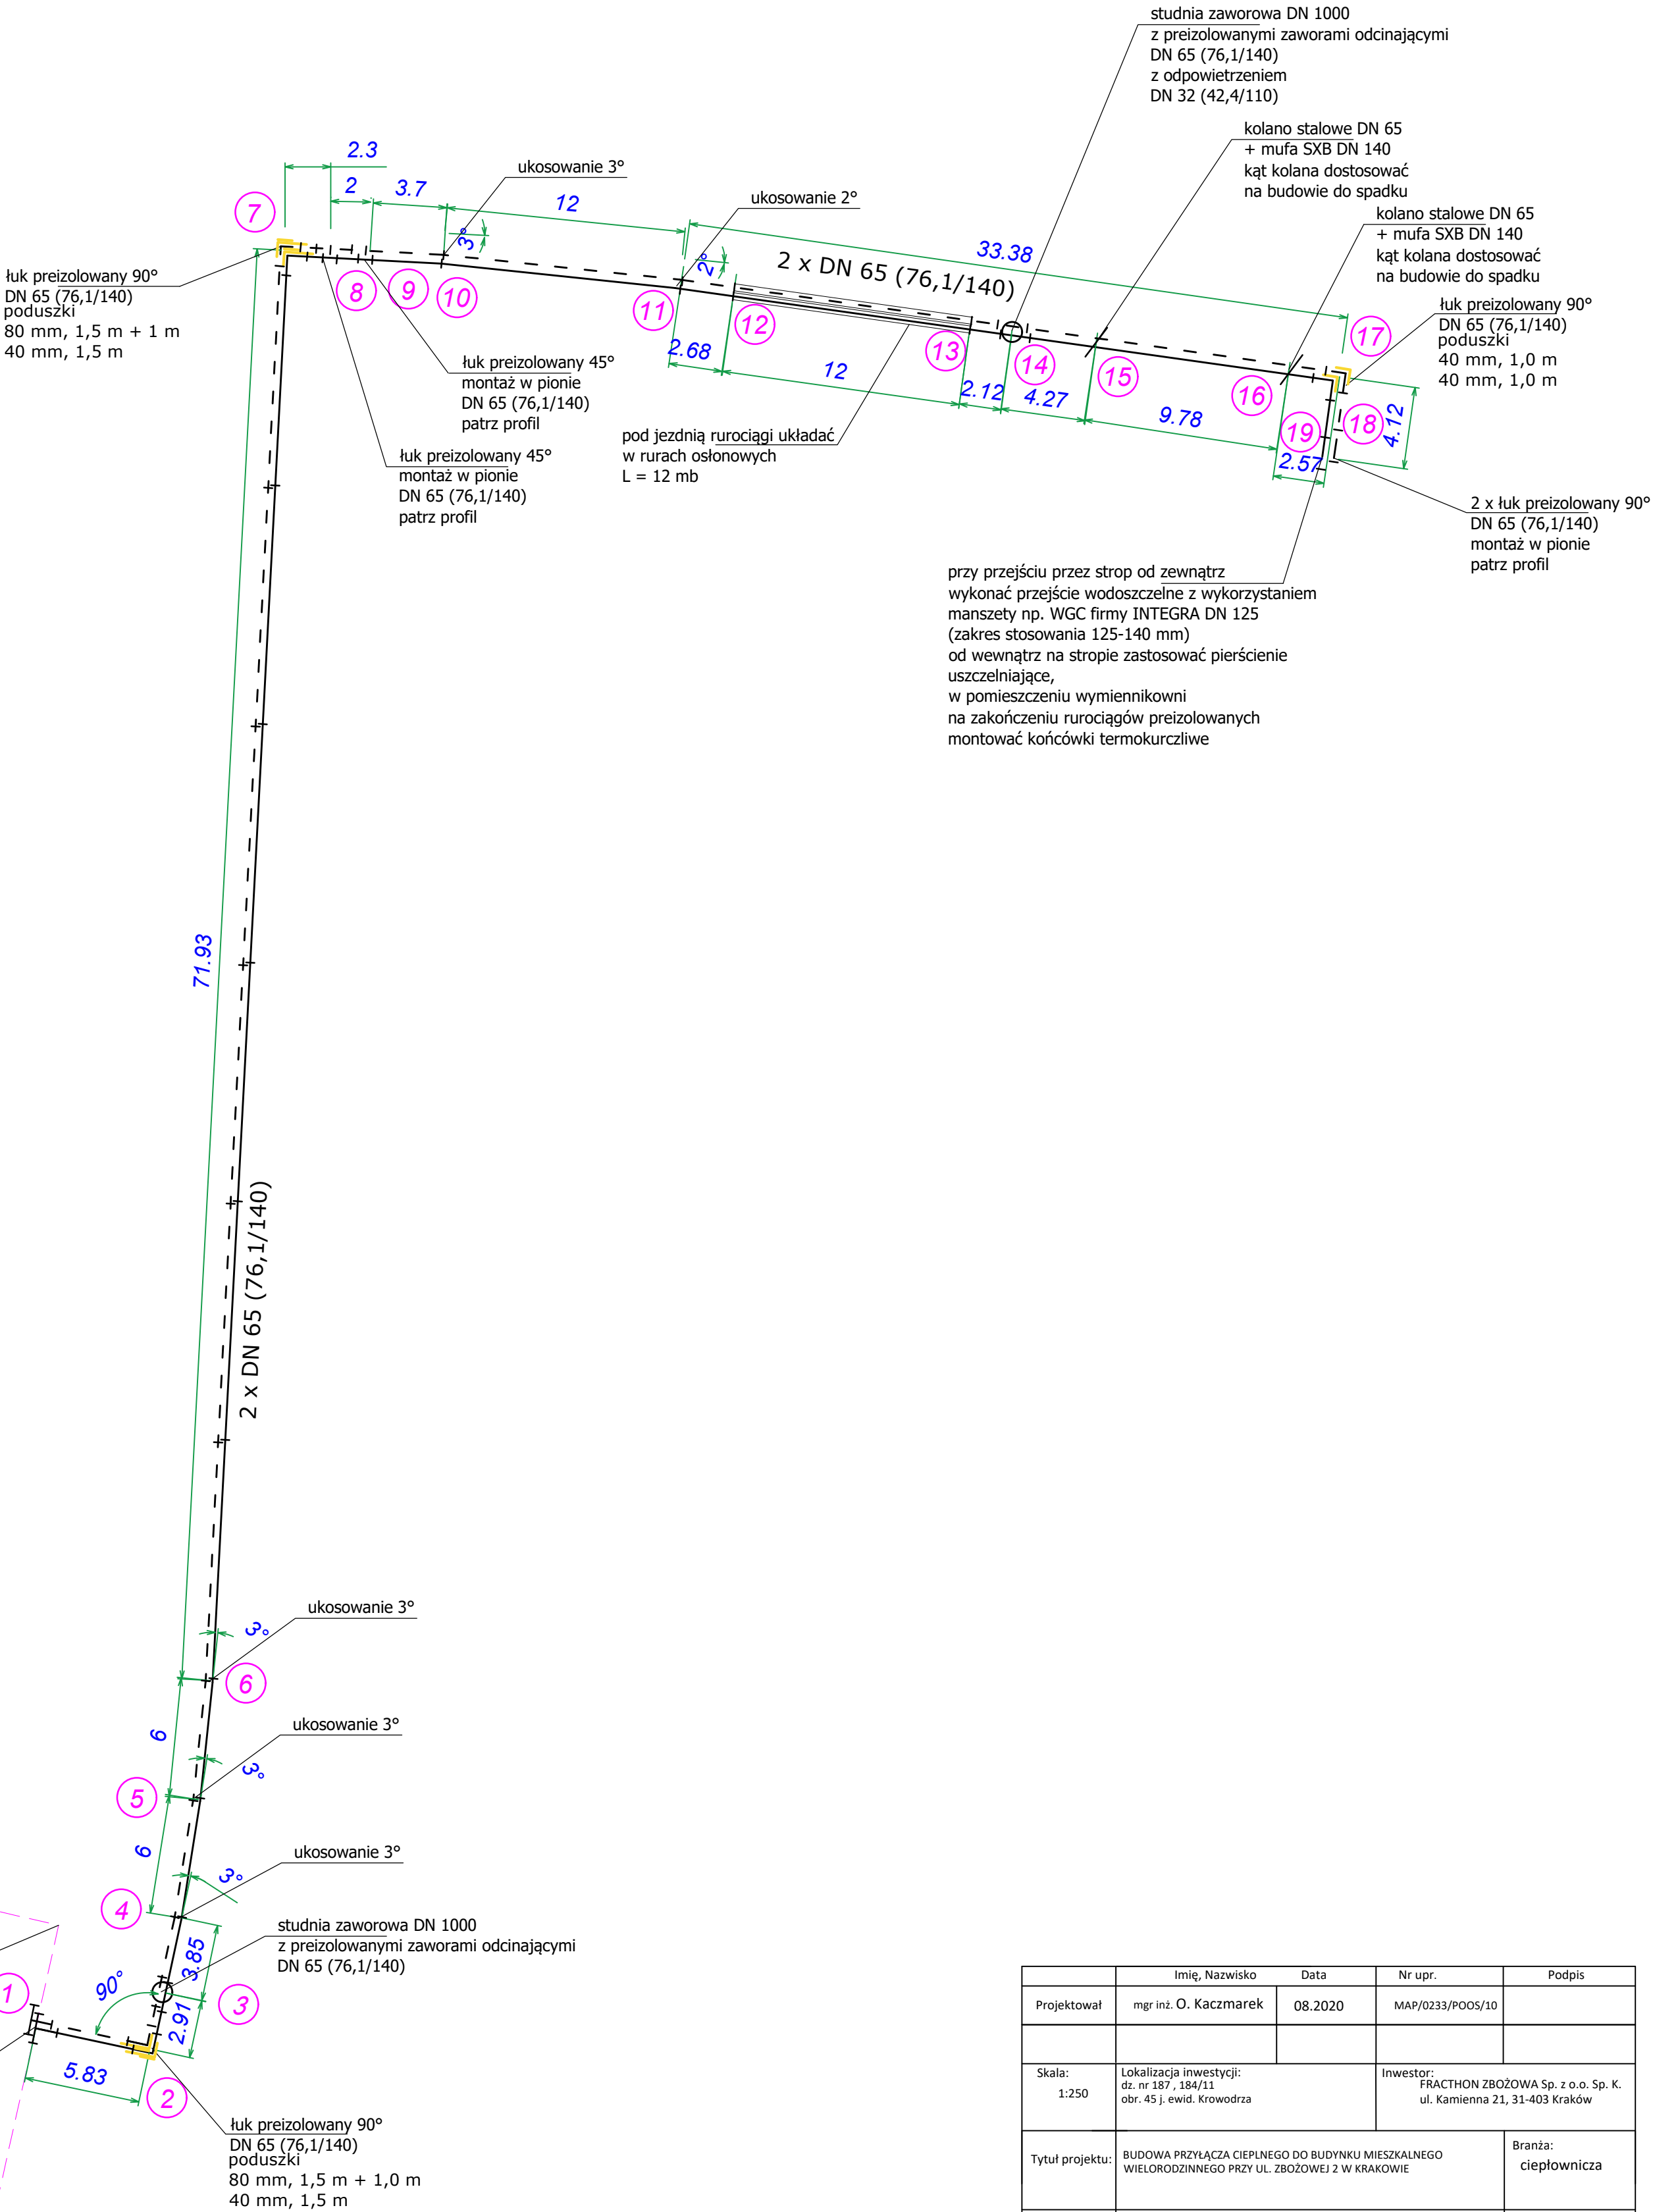 studnia zaworowa DN 1000
z preizolowanymi zaworami odcinającymi
DN 65 (76,1/140)
z odpowietrzeniem
DN 32 (42,4/110)
kolano stalowe DN 65
+ mufa SXB DN 140
kąt kolana dostosować
na budowie do spadku
kolano stalowe DN 65
+ mufa SXB DN 140
kąt kolana dostosować
na budowie do spadku
łuk preizolowany 90°
DN 65 (76,1/140)
poduszki
40 mm, 1,0 m
40 mm, 1,0 m
2.3
2
3.7
12
ukosowanie 3°
ukosowanie 2°
33.38
3°
2°
2 x DN 65 (76,1/140)
7
8
9
10
11
12
13
14
15
16
17
18
19
łuk preizolowany 90°
DN 65 (76,1/140)
poduszki
80 mm, 1,5 m + 1 m
40 mm, 1,5 m
2.68
12
2.12
4.27
9.78
2.57
4.12
łuk preizolowany 45°
montaż w pionie
DN 65 (76,1/140)
patrz profil
łuk preizolowany 45°
montaż w pionie
DN 65 (76,1/140)
patrz profil
pod jezdnią rurociągi układać
w rurach osłonowych
L = 12 mb
2 x łuk preizolowany 90°
DN 65 (76,1/140)
montaż w pionie
patrz profil
przy przejściu przez strop od zewnątrz
wykonać przejście wodoszczelne z wykorzystaniem
manszety np. WGC firmy INTEGRA DN 125
(zakres stosowania 125-140 mm)
od wewnątrz na stropie zastosować pierścienie
uszczelniające,
w pomieszczeniu wymiennikowni
na zakończeniu rurociągów preizolowanych
montować końcówki termokurczliwe
71.93
2 x DN 65 (76,1/140)
ukosowanie 3°
3°
6
6
ukosowanie 3°
3°
5
6
ukosowanie 3°
3°
4
studnia zaworowa DN 1000
z preizolowanymi zaworami odcinającymi
DN 65 (76,1/140)
3.85
90°
1
3
2.91
5.83
2
łuk preizolowany 90°
DN 65 (76,1/140)
poduszki
80 mm, 1,5 m + 1,0 m
40 mm, 1,5 m
Imię, Nazwisko Data Nr upr. Podpis
Projektował mgr inż. O. Kaczmarek 08.2020 MAP/0233/POOS/10
Skala:
1:250
Lokalizacja inwestycji:
dz. nr 187 , 184/11
obr. 45 j. ewid. Krowodrza
Inwestor:
FRACTHON ZBOŻOWA Sp. z o.o. Sp. K.
ul. Kamienna 21, 31-403 Kraków
Tytuł projektu:
BUDOWA PRZYŁĄCZA CIEPLNEGO DO BUDYNKU MIESZKALNEGO
WIELORODZINNEGO PRZY UL. ZBOŻOWEJ 2 W KRAKOWIE
Branża:
ciepłownicza